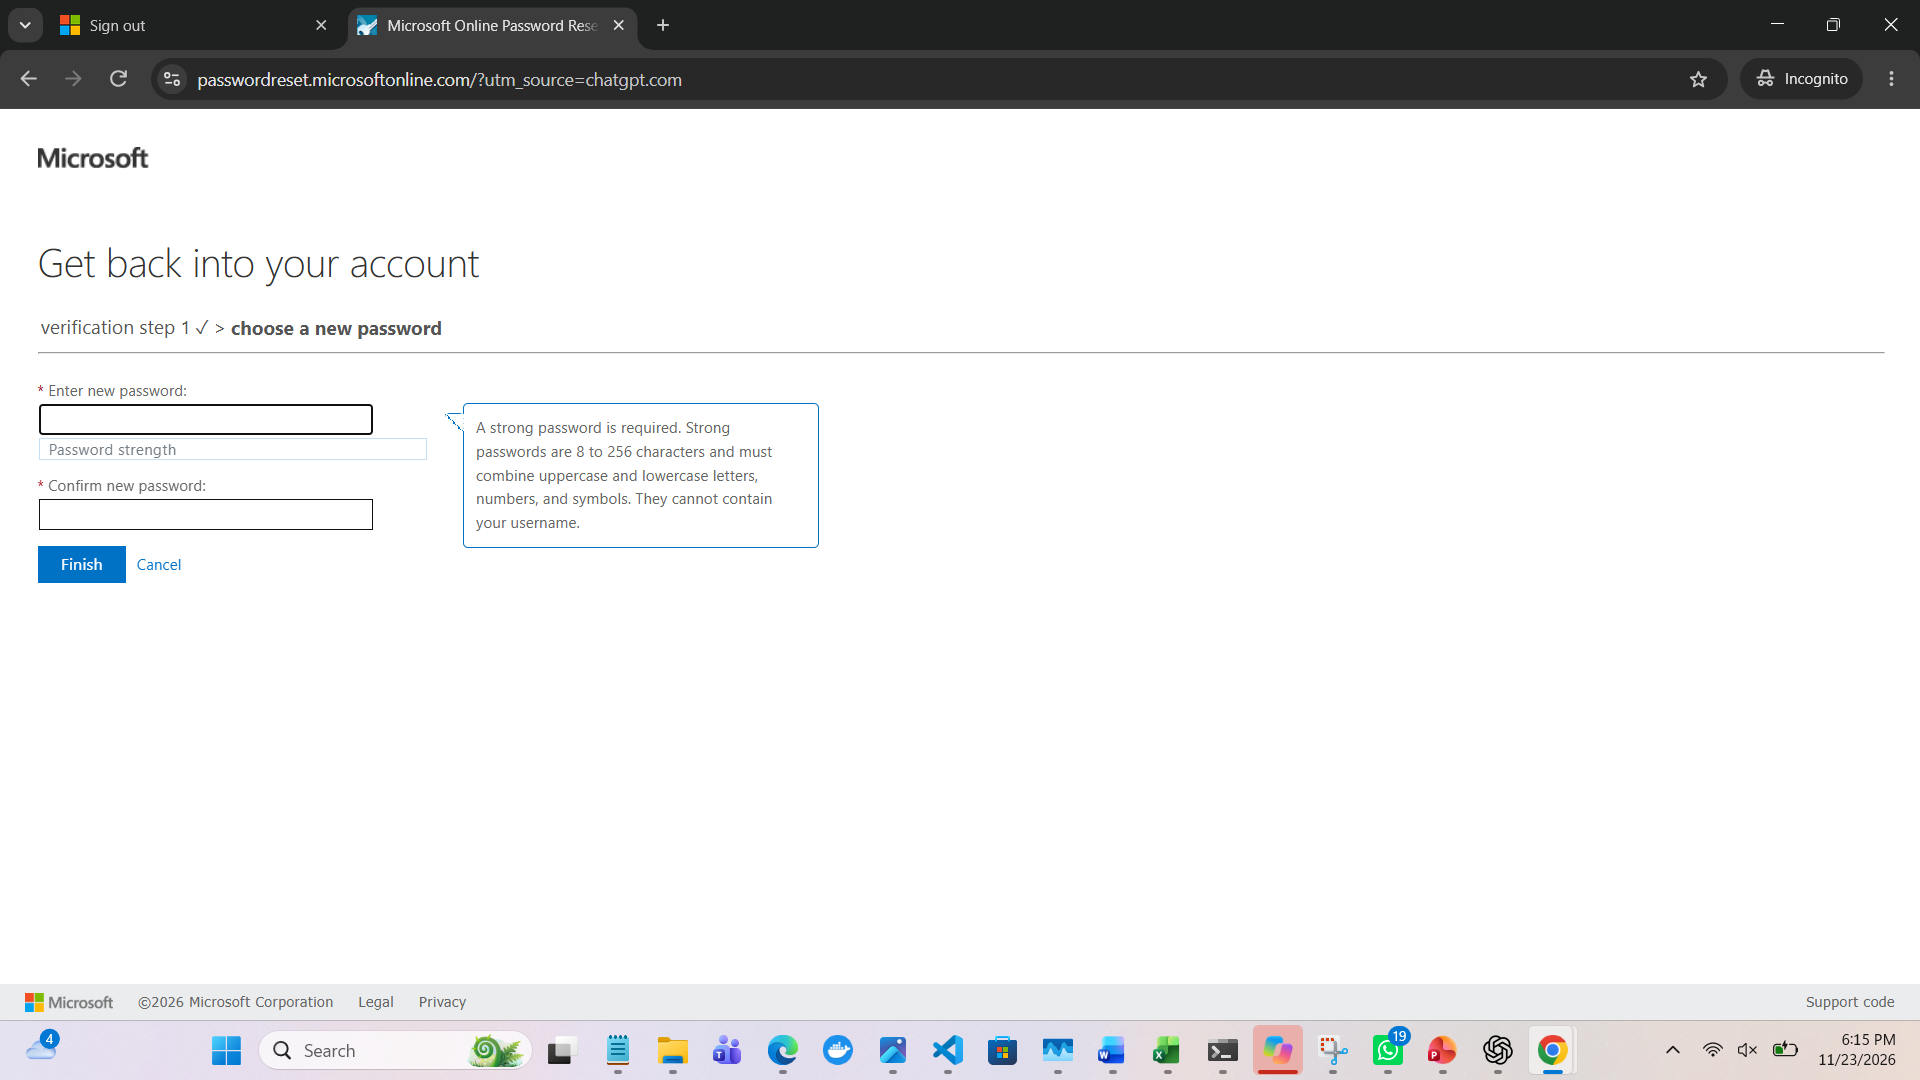 Sign out
Microsoft Online Password Rese
passwordreset.microsoftonline.com/?utm_source=chatgpt.com
Incognito
Microsoft
Get back into your account
verification step 1 ✓ > choose a new password
* Enter new password:
Password strength
A strong password is required. Strong
passwords are 8 to 256 characters and must
combine uppercase and lowercase letters,
numbers, and symbols. They cannot contain
your username.
* Confirm new password:
Finish Cancel
Microsoft ©2026 Microsoft Corporation Legal Privacy Support code
4
Search
19
6:15 PM
11/23/2026